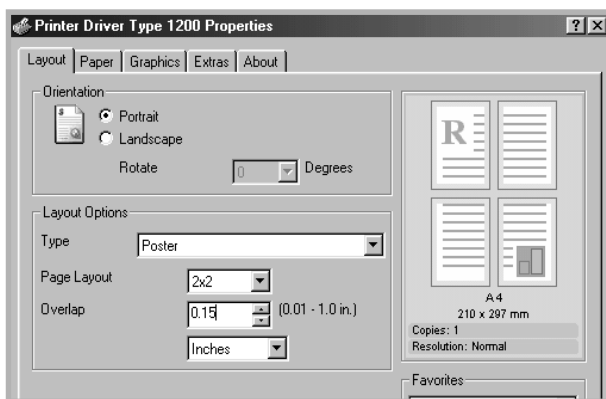 Printer Driver Type 1200 Properties
Layout Paper Graphics Extras About
Orientation
Portrait
Landscape
Rotate 0 Degrees
Layout Options
Type Poster
Page Layout 2x2
Overlap 0.15 (0.01 - 1.0 in.)
Inches
R
A4
210 x 297 mm
Copies: 1
Resolution: Normal
Favorites